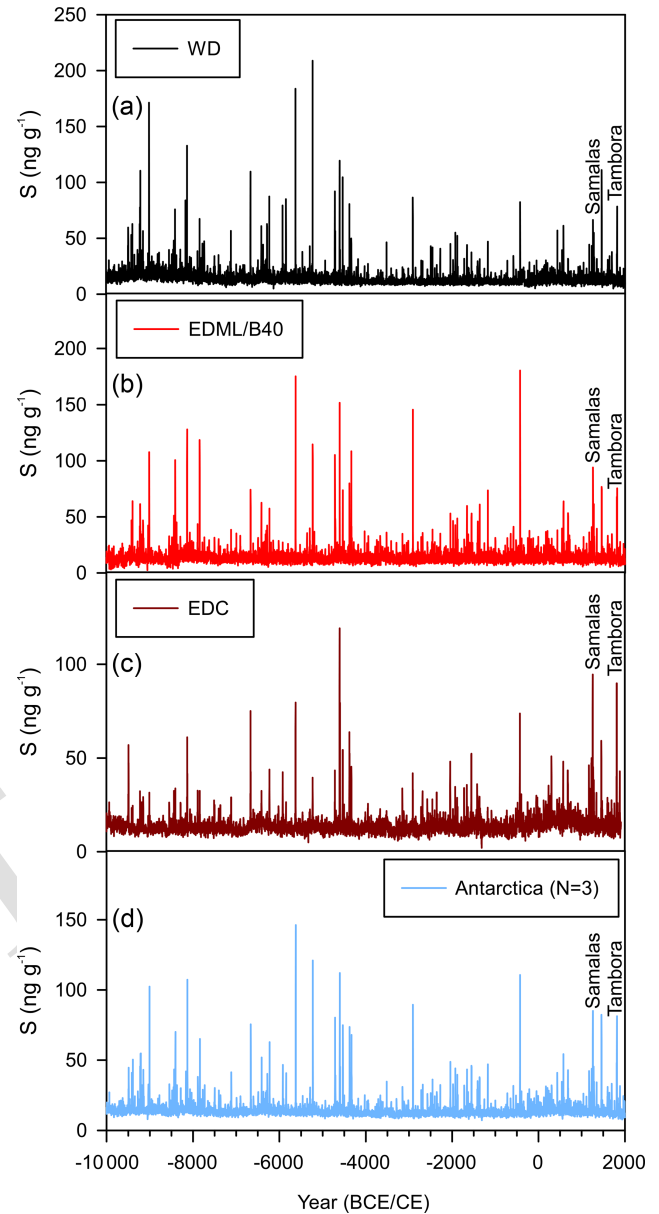 250
WD
200
(a)
150
100
50
0
S (ng g⁻¹)
Samalas
Tambora
EDML/B40
200
(b)
150
100
50
0
S (ng g⁻¹)
Samalas
Tambora
EDC
(c)
100
50
0
S (ng g⁻¹)
Samalas
Tambora
Antarctica (N=3)
(d)
150
100
50
0
S (ng g⁻¹)
Samalas
Tambora
-10 000 -8000 -6000 -4000 -2000 0 2000
Year (BCE/CE)